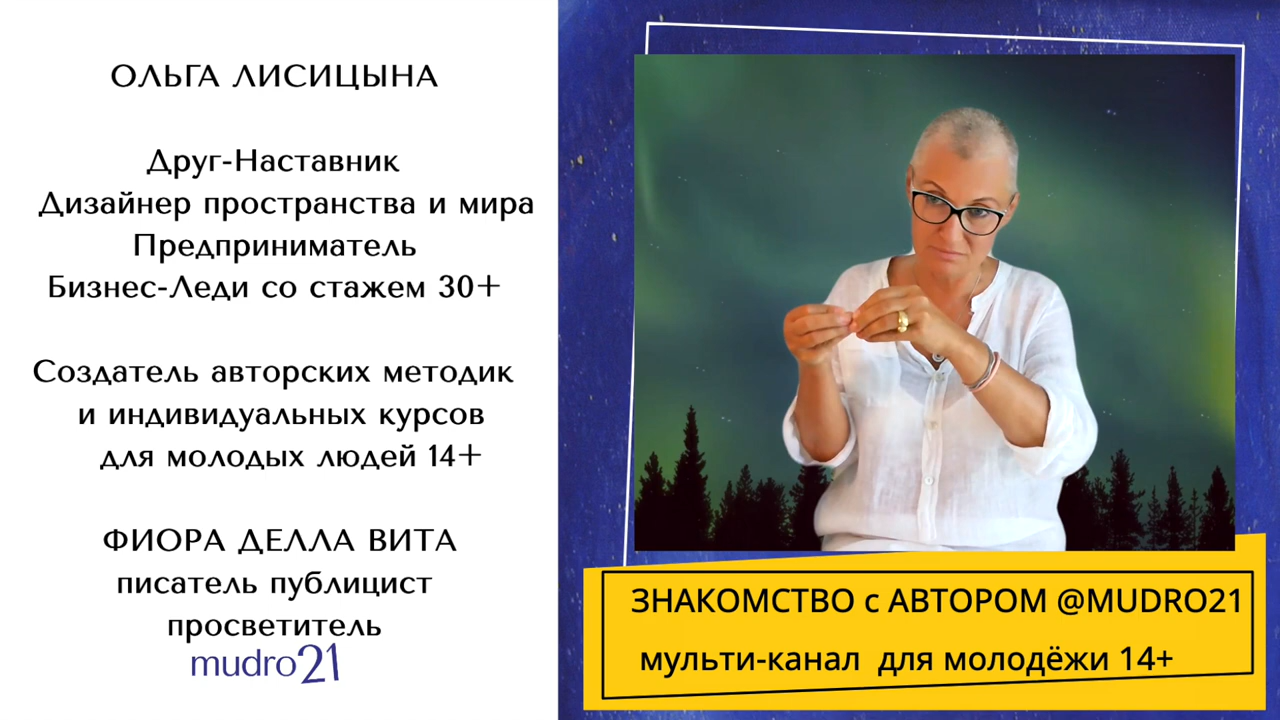 ОЛЬГА ЛИСИЦЫНА
Друг-Наставник
Дизайнер пространства и мира
Предприниматель
Бизнес-Леди со стажем 30+
Создатель авторских методик
и индивидуальных курсов
для молодых людей 14+
ФИОРА ДЕЛЛА ВИТА
писатель публицист
просветитель
mudro21
ЗНАКОМСТВО с АВТОРОМ @MUDRO21
мульти-канал для молодёжи 14+